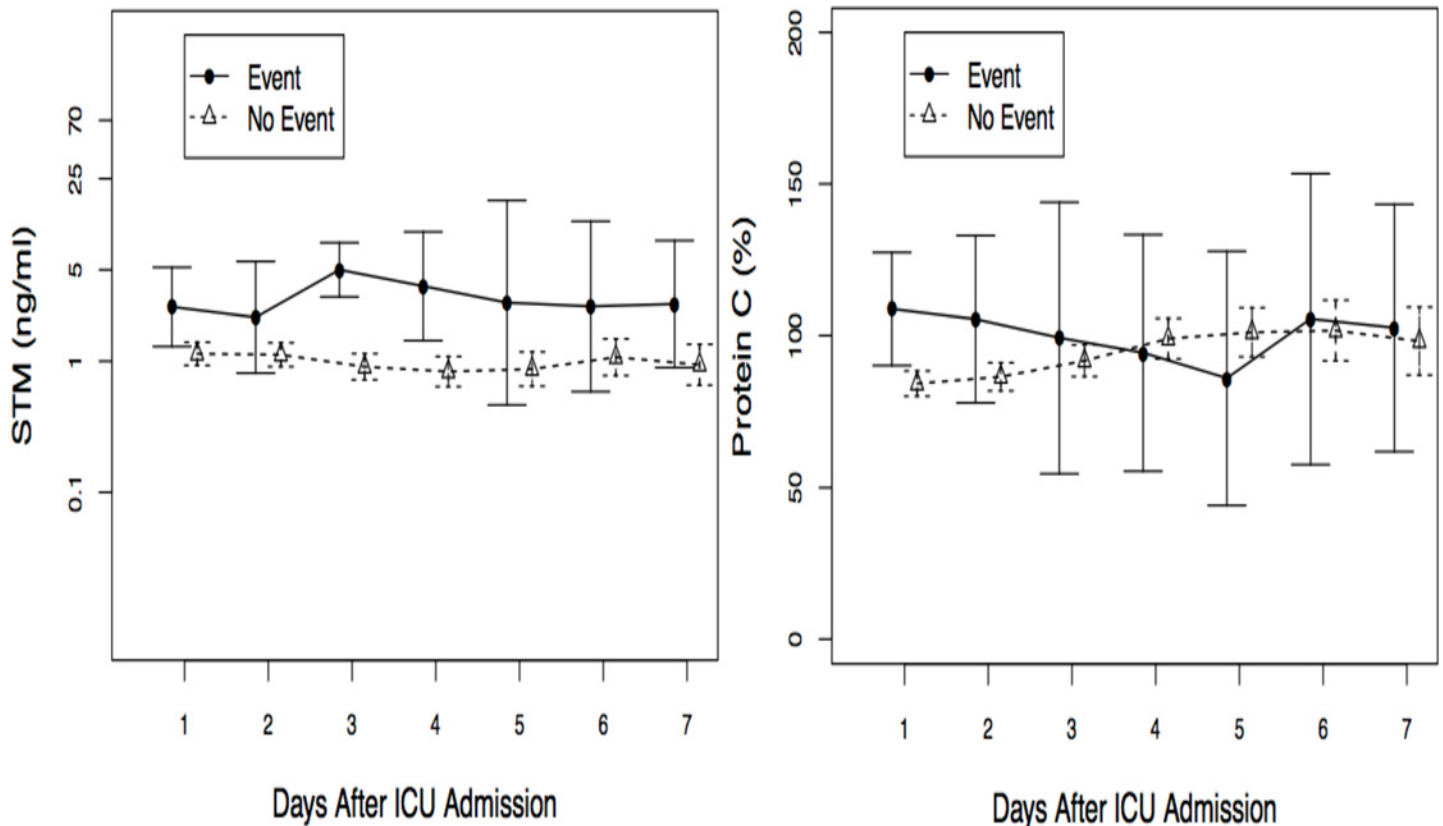 Event
No Event
STM (ng/ml)
70
25
5
1
0.1
1 2 3 4 5 6 7
Days After ICU Admission
Event
No Event
Protein C (%)
200
150
100
50
0
1 2 3 4 5 6 7
Days After ICU Admission